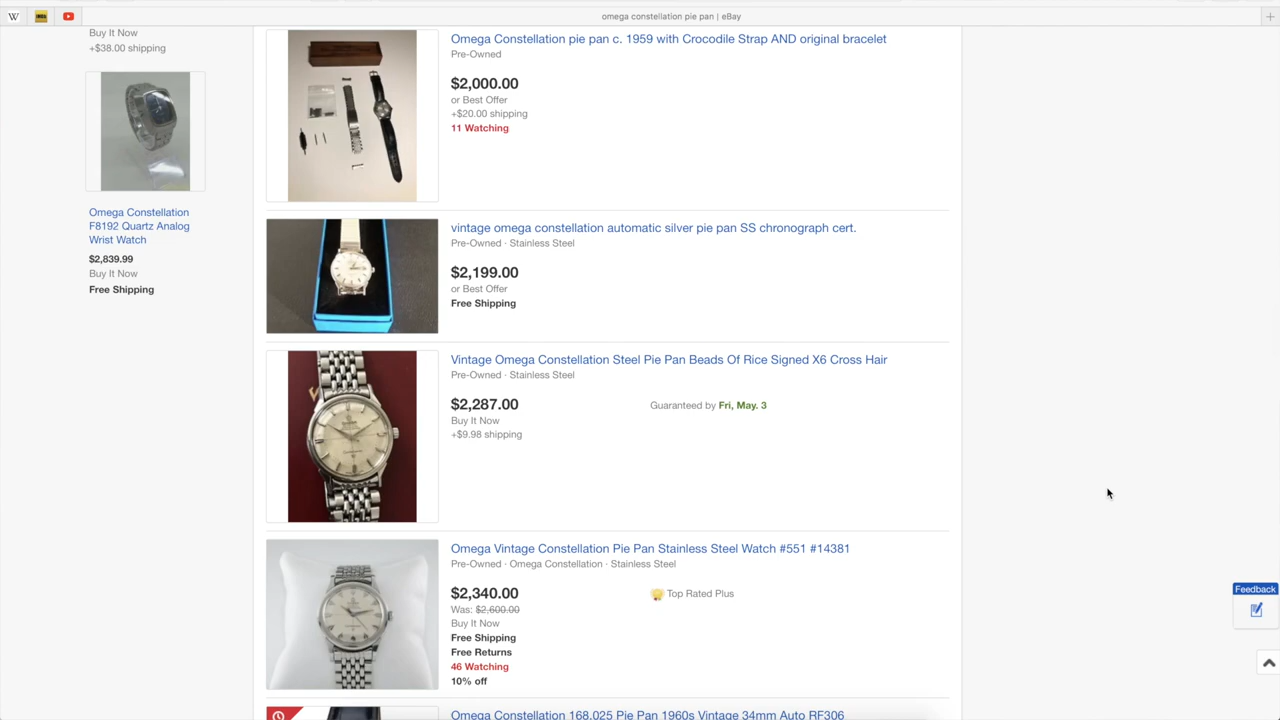 W
omega constellation pie pan | eBay
Buy It Now
+$38.00 shipping
Omega Constellation
F8192 Quartz Analog
Wrist Watch
$2,839.99
Buy It Now
Free Shipping
Omega Constellation pie pan c. 1959 with Crocodile Strap AND original bracelet
Pre-Owned
$2,000.00
or Best Offer
+$20.00 shipping
11 Watching
vintage omega constellation automatic silver pie pan SS chronograph cert.
Pre-Owned · Stainless Steel
$2,199.00
or Best Offer
Free Shipping
Vintage Omega Constellation Steel Pie Pan Beads Of Rice Signed X6 Cross Hair
Pre-Owned · Stainless Steel
$2,287.00
Guaranteed by Fri, May. 3
Buy It Now
+$9.98 shipping
Omega Vintage Constellation Pie Pan Stainless Steel Watch #551 #14381
Pre-Owned · Omega Constellation · Stainless Steel
$2,340.00
Top Rated Plus
Was: $2,600.00
Buy It Now
Free Shipping
Free Returns
46 Watching
10% off
Omega Constellation 168.025 Pie Pan 1960s Vintage 34mm Auto RF306
Feedback